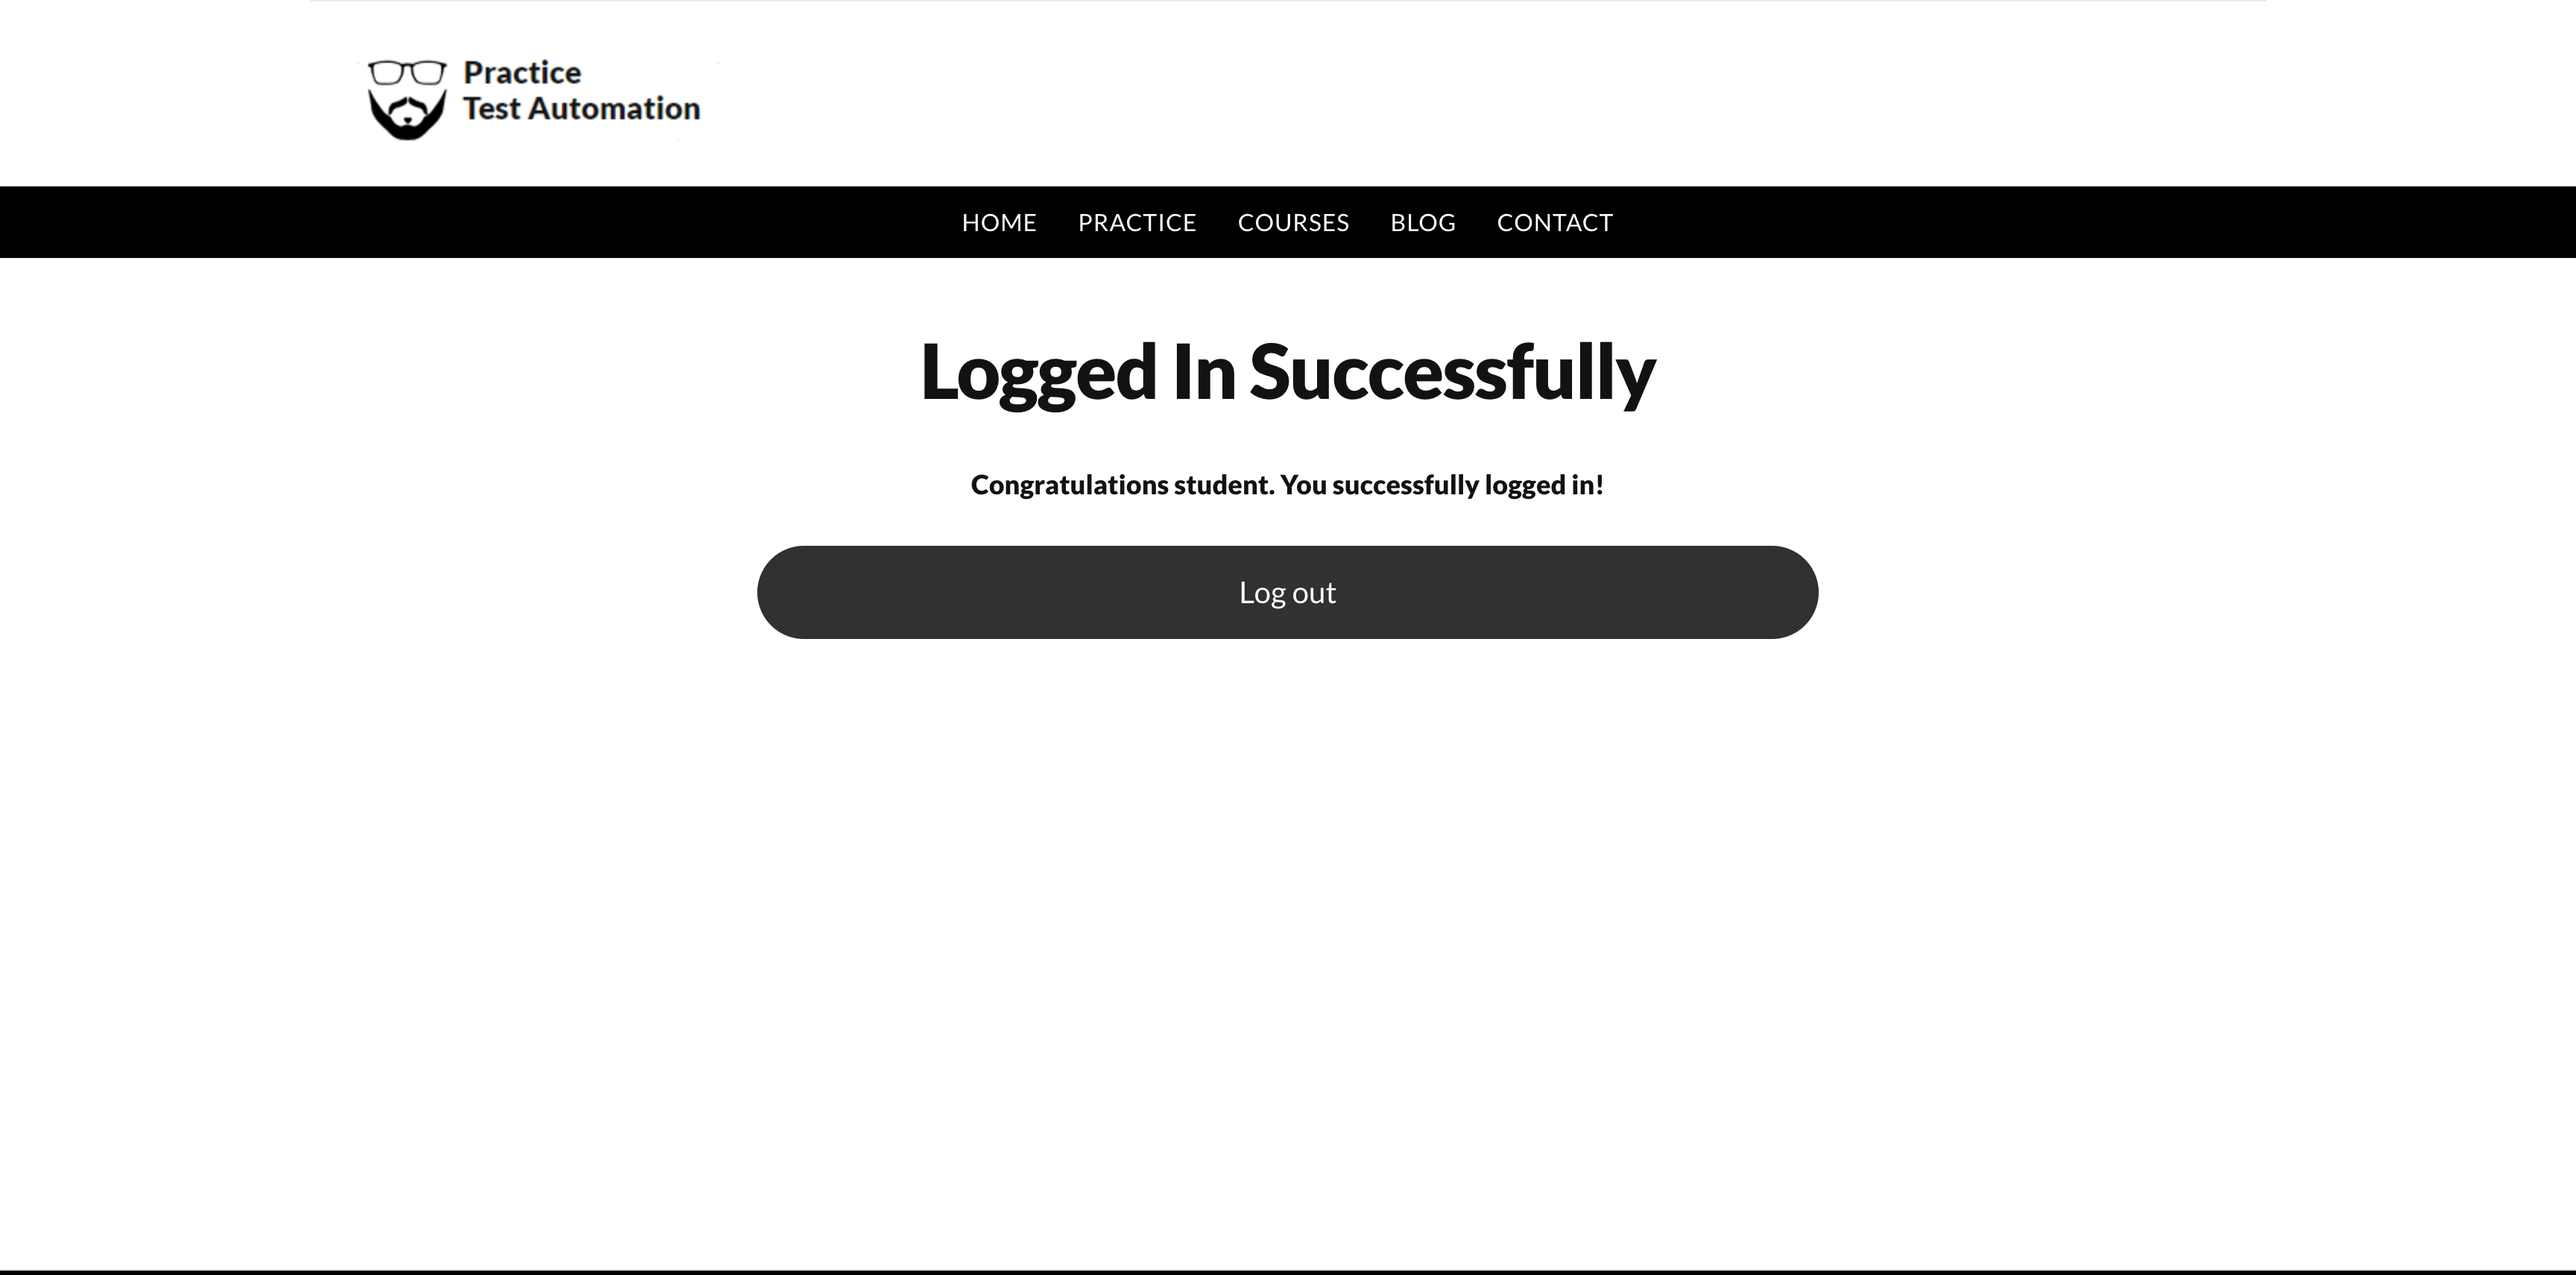 Practice
Test Automation
HOME PRACTICE COURSES BLOG CONTACT
Logged In Successfully
Congratulations student. You successfully logged in!
Log out